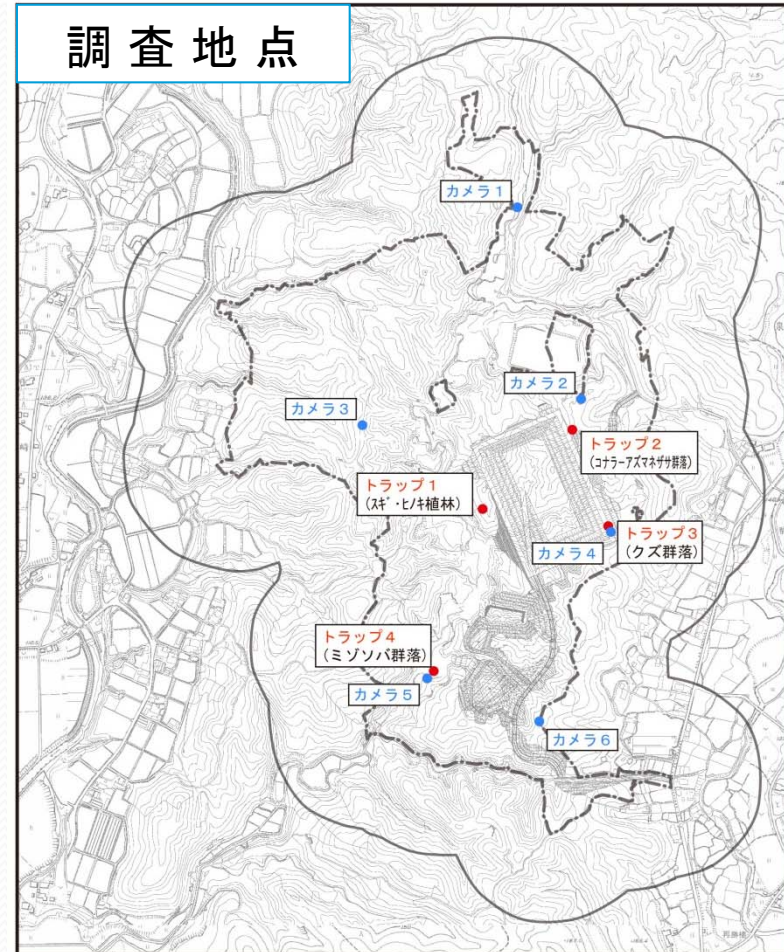 調査地点
カメラ1
カメラ2
カメラ3
トラップ2
(コナラーアズマネザサ群落)
トラップ1
(スギ・ヒノキ植林)
トラップ3
(クズ群落)
カメラ4
トラップ4
(ミゾソバ群落)
カメラ5
カメラ6